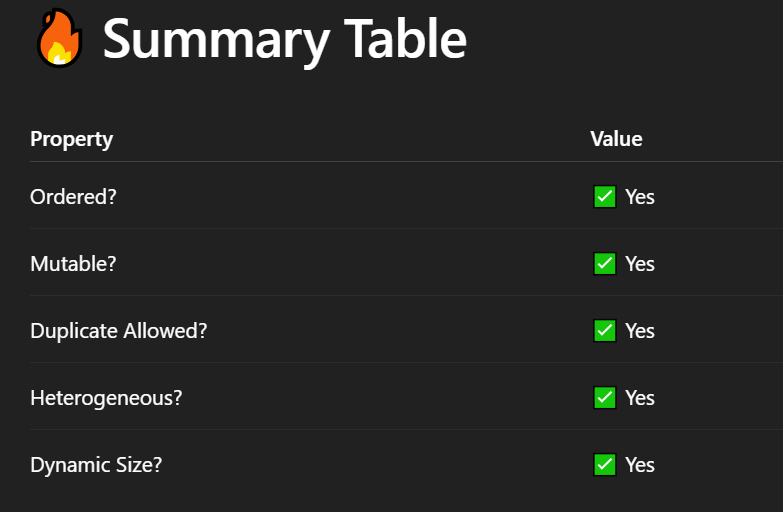 🔥 Summary Table
Property Value
Ordered? ✅ Yes
Mutable? ✅ Yes
Duplicate Allowed? ✅ Yes
Heterogeneous? ✅ Yes
Dynamic Size? ✅ Yes